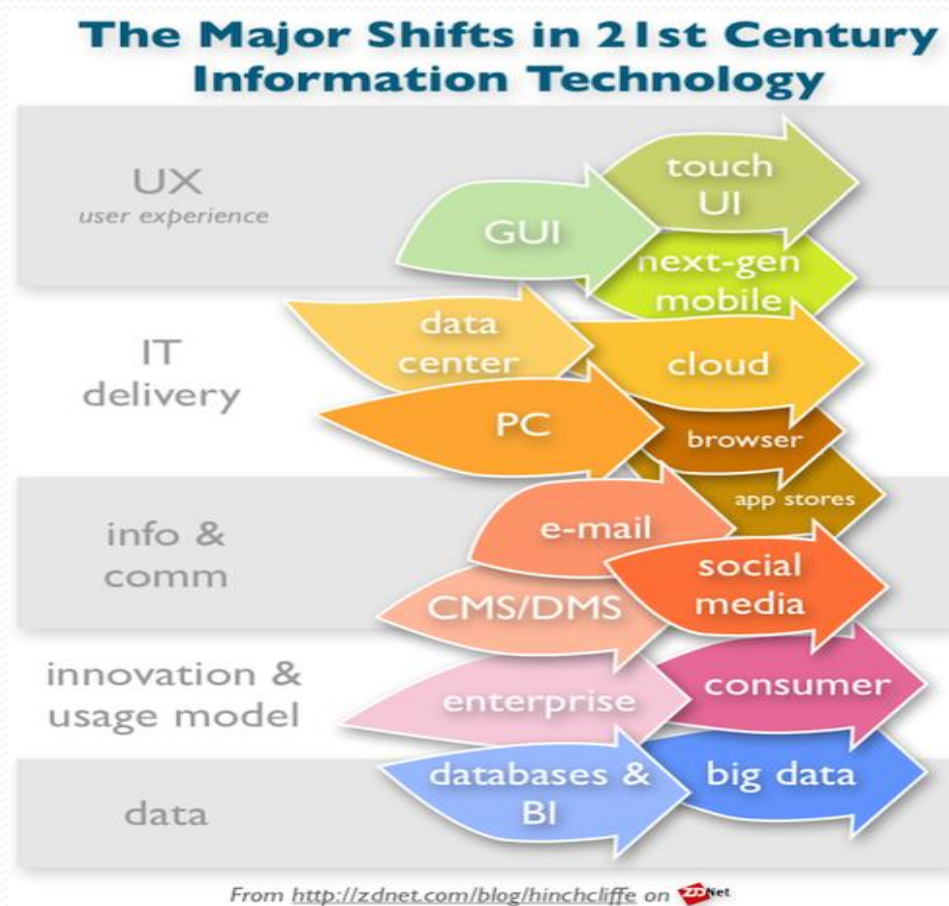 The Major Shifts in 21st Century
Information Technology
UX
user experience
touch
UI
GUI
next-gen
mobile
IT
delivery
data
center
cloud
PC
browser
app stores
info &
comm
e-mail
social
media
CMS/DMS
innovation &
usage model
enterprise
consumer
data
databases &
BI
big data
From http://zdnet.com/blog/hinchcliffe on ZDNet